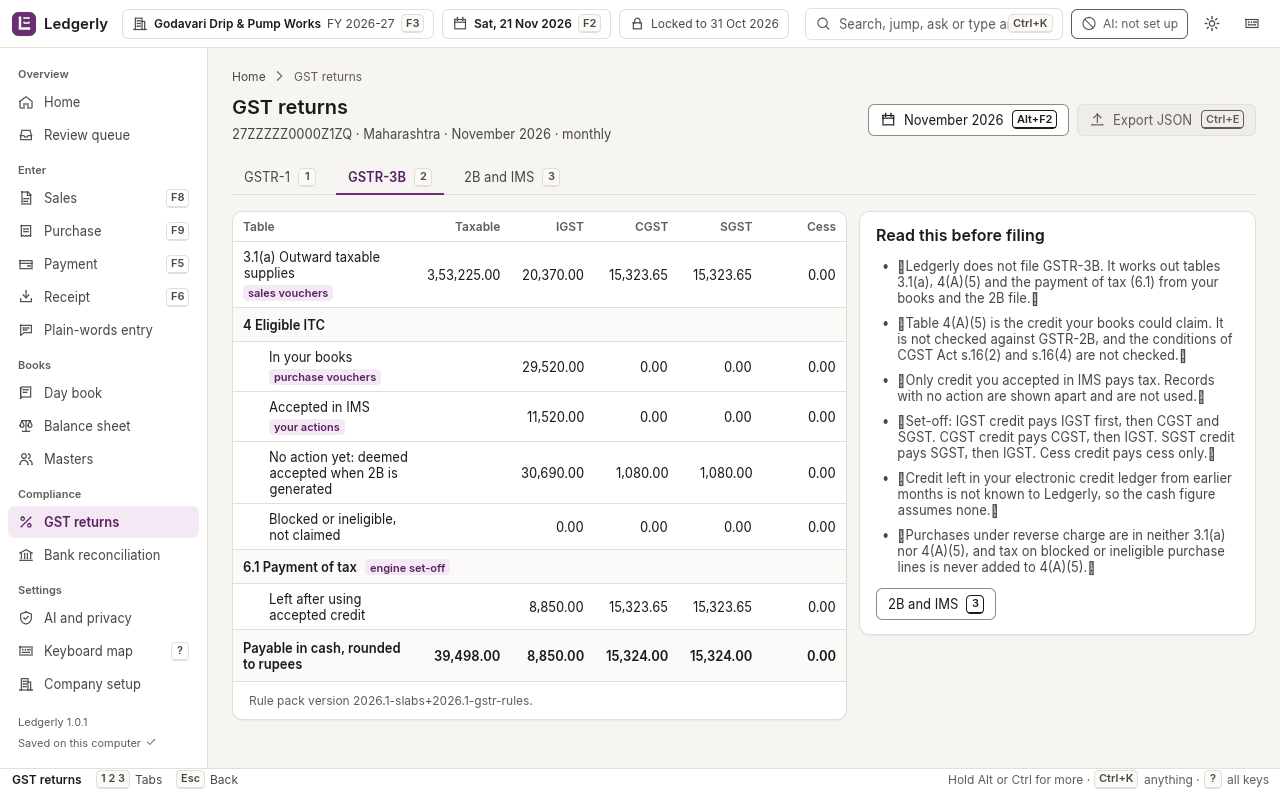 Ledgerly
Godavari Drip & Pump Works FY 2026-27 F3
Sat, 21 Nov 2026 F2
Locked to 31 Oct 2026
Search, jump, ask or type a Ctrl+K
AI: not set up
Overview
Home
Review queue
Enter
Sales F8
Purchase F9
Payment F5
Receipt F6
Plain-words entry
Books
Day book
Balance sheet
Masters
Compliance
GST returns
Bank reconciliation
Settings
AI and privacy
Keyboard map ?
Company setup
Ledgerly 1.0.1
Saved on this computer
Home > GST returns
GST returns
27ZZZZZ0000Z1ZQ · Maharashtra · November 2026 · monthly
November 2026 Alt+F2
Export JSON Ctrl+E
GSTR-1 1 GSTR-3B 2 2B and IMS 3
Table Taxable IGST CGST SGST Cess
3.1(a) Outward taxable
supplies 3,53,225.00 20,370.00 15,323.65 15,323.65 0.00
sales vouchers
4 Eligible ITC
In your books 29,520.00 0.00 0.00 0.00
purchase vouchers
Accepted in IMS 11,520.00 0.00 0.00 0.00
your actions
No action yet: deemed
accepted when 2B is 30,690.00 1,080.00 1,080.00 0.00
generated
Blocked or ineligible, 0.00 0.00 0.00 0.00
not claimed
6.1 Payment of tax engine set-off
Left after using 8,850.00 15,323.65 15,323.65 0.00
accepted credit
Payable in cash, rounded 39,498.00 8,850.00 15,324.00 15,324.00 0.00
to rupees
Rule pack version 2026.1-slabs+2026.1-gstr-rules.
Read this before filing
• Ledgerly does not file GSTR-3B. It works out tables
3.1(a), 4(A)(5) and the payment of tax (6.1) from your
books and the 2B file.
• Table 4(A)(5) is the credit your books could claim. It
is not checked against GSTR-2B, and the conditions of
CGST Act s.16(2) and s.16(4) are not checked.
• Only credit you accepted in IMS pays tax. Records
with no action are shown apart and are not used.
• Set-off: IGST credit pays IGST first, then CGST and
SGST. CGST credit pays CGST, then IGST. SGST credit
pays SGST, then IGST. Cess credit pays cess only.
• Credit left in your electronic credit ledger from earlier
months is not known to Ledgerly, so the cash figure
assumes none.
• Purchases under reverse charge are in neither 3.1(a)
nor 4(A)(5), and tax on blocked or ineligible purchase
lines is never added to 4(A)(5).
2B and IMS 3
GST returns 1 2 3 Tabs Esc Back
Hold Alt or Ctrl for more · Ctrl+K anything · ? all keys